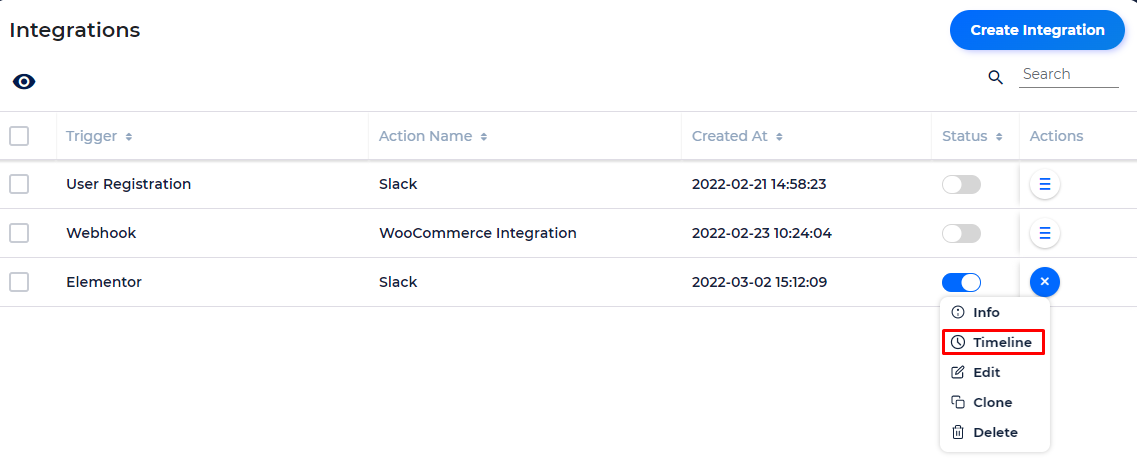 Integrations
Create Integration
Search
Trigger Action Name Created At Status Actions
User Registration Slack 2022-02-21 14:58:23
Webhook WooCommerce Integration 2022-02-23 10:24:04
Elementor Slack 2022-03-02 15:12:09
Info
Timeline
Edit
Clone
Delete